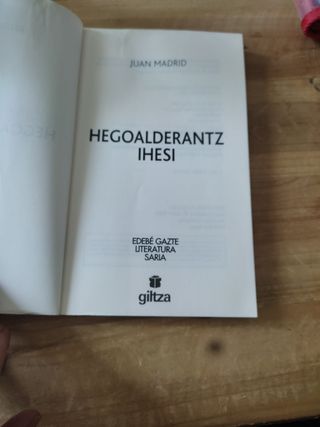 JUAN MADRID
HEGOALDERANTZ
IHESI
EDEBÉ GAZTE
LITERATURA
SARIA
giltza